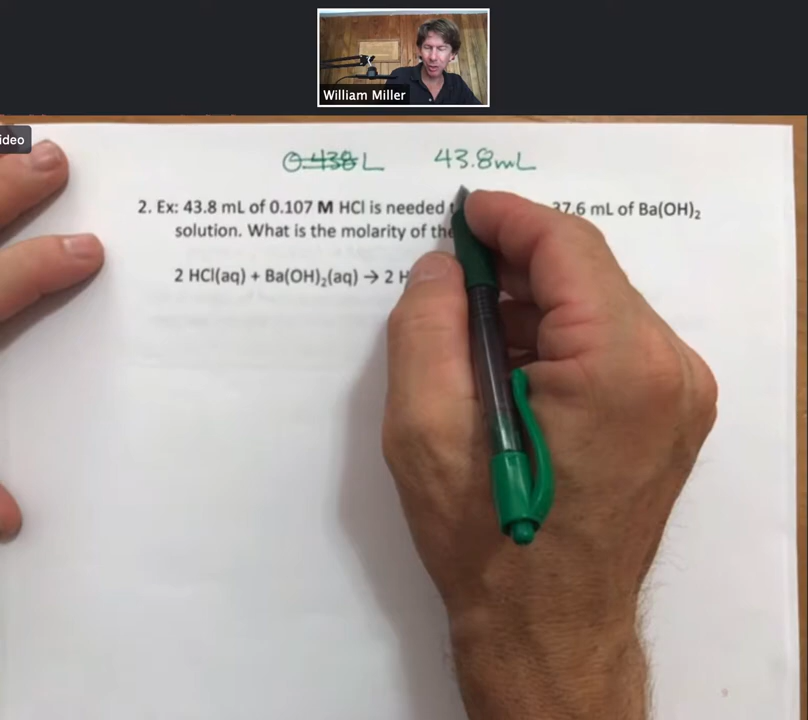 William Miller
ideo
0.438 L 43.8 mL
2. Ex: 43.8 mL of 0.107 M HCl is needed 37.6 mL of Ba(OH)₂
solution. What is the molarity of the
2 HCl(aq) + Ba(OH)₂(aq) → 2 H
9